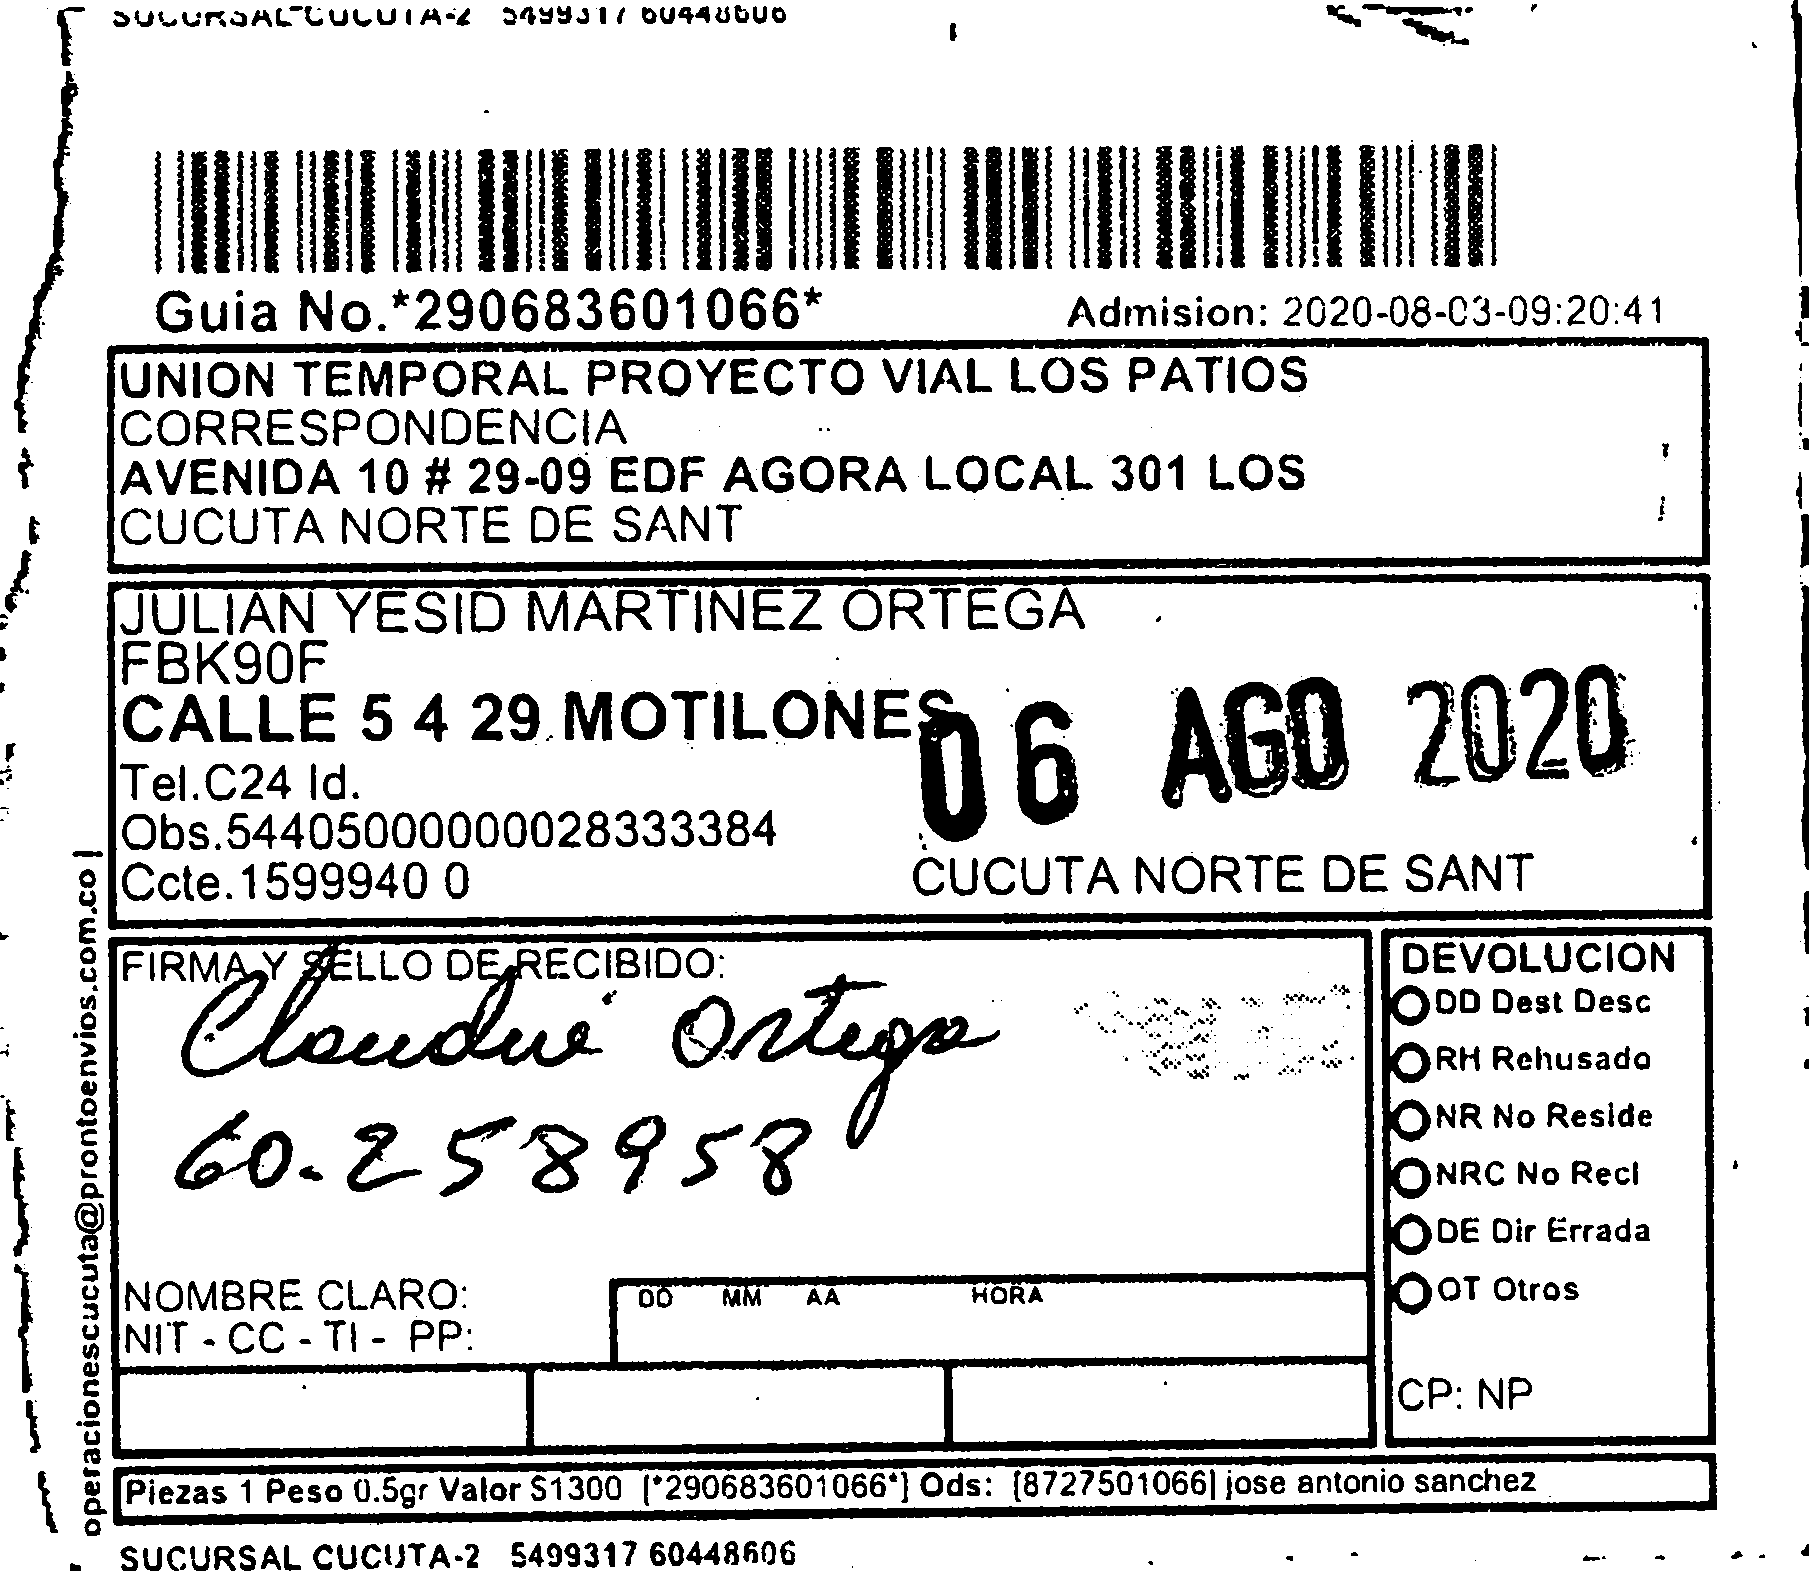 SUCURSAL CUCUTA-2 5499317 60448606
Guia No.*290683601066*
Admision: 2020-08-03-09:20:41
UNION TEMPORAL PROYECTO VIAL LOS PATIOS
CORRESPONDENCIA
AVENIDA 10 # 29-09 EDF AGORA LOCAL 301 LOS
CUCUTA NORTE DE SANT
JULIAN YESID MARTINEZ ORTEGA
FBK90F
CALLE 5 4 29 MOTILONES
06 AGO 2020
Tel.C24 Id.
Obs.544050000000028333384
Ccte.1599940 0
CUCUTA NORTE DE SANT
operacionescucuta@prontoenvios.com.co |
FIRMA Y SELLO DE RECIBIDO:
Claudia Ortega
60.258958
NOMBRE CLARO:
NIT - CC - TI - PP:
DD MM AA HORA
DEVOLUCION
DD Dest Desc
RH Rehusado
NR No Reside
NRC No Recl
DE Dir Errada
OT Otros
CP: NP
Piezas 1 Peso 0.5gr Valor $1300 [*290683601066*] Ods: [8727501066] jose antonio sanchez
SUCURSAL CUCUTA-2 5499317 60448606